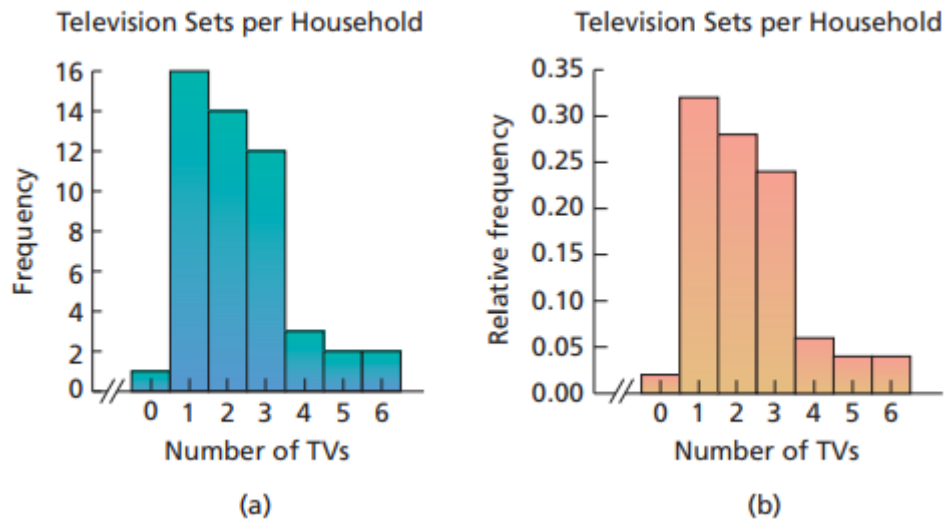 Television Sets per Household
Frequency
16
14
12
10
8
6
4
2
0
0 1 2 3 4 5 6
Number of TVs
(a)
Television Sets per Household
Relative frequency
0.35
0.30
0.25
0.20
0.15
0.10
0.05
0.00
0 1 2 3 4 5 6
Number of TVs
(b)